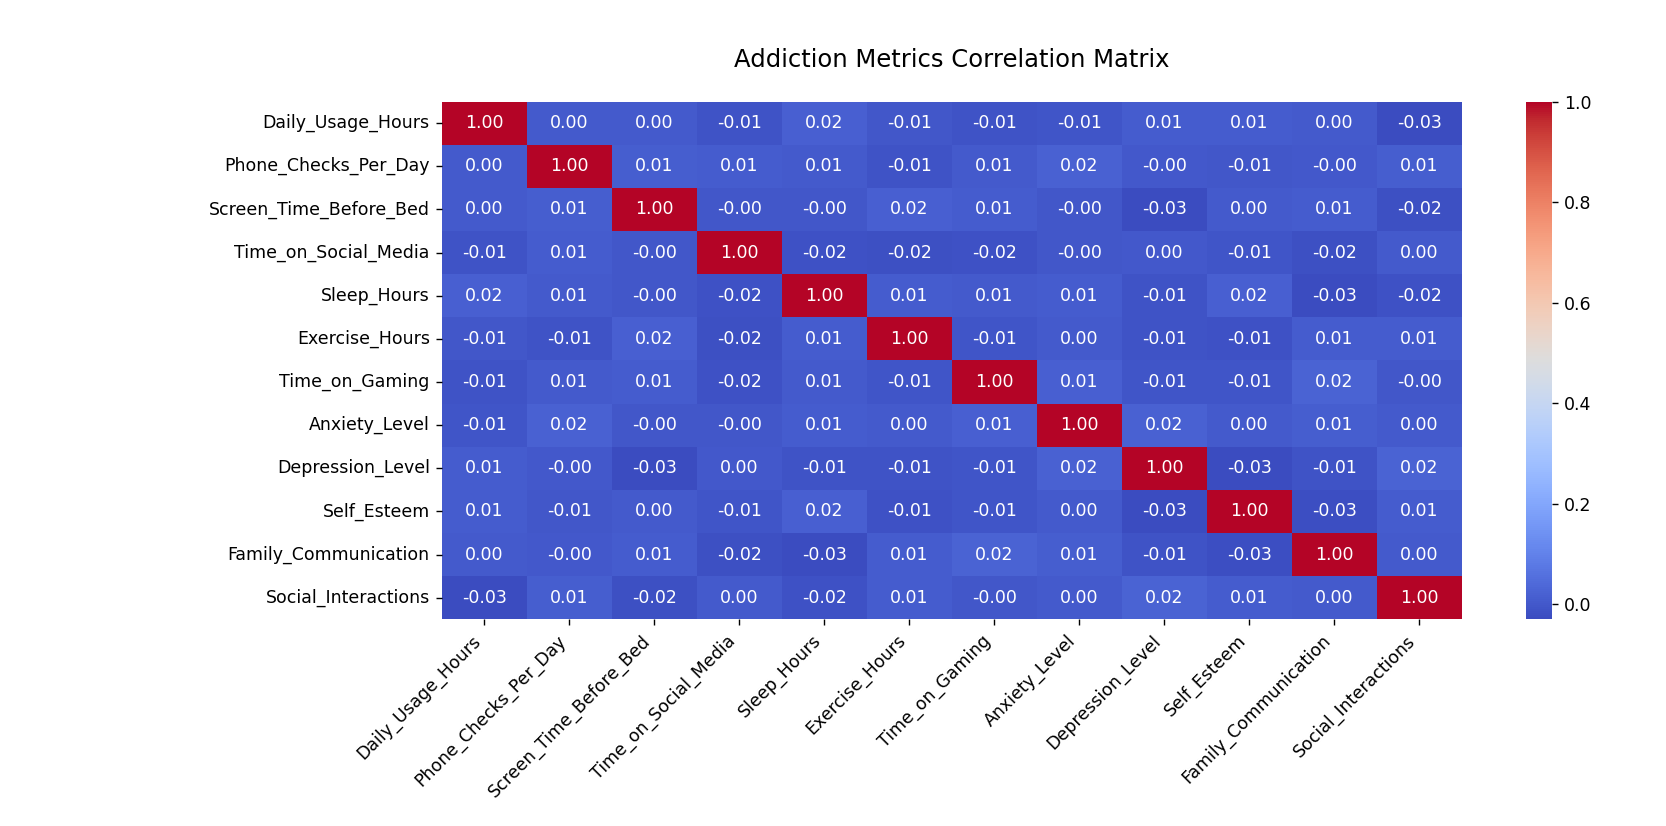 Addiction Metrics Correlation Matrix
Daily_Usage_Hours 1.00 0.00 0.00 -0.01 0.02 -0.01 -0.01 -0.01 0.01 0.01 0.00 -0.03
Phone_Checks_Per_Day 0.00 1.00 0.01 0.01 0.01 -0.01 0.01 0.02 -0.00 -0.01 -0.00 0.01
Screen_Time_Before_Bed 0.00 0.01 1.00 -0.00 -0.00 0.02 0.01 -0.00 -0.03 0.00 0.01 -0.02
Time_on_Social_Media -0.01 0.01 -0.00 1.00 -0.02 -0.02 -0.02 -0.00 0.00 -0.01 -0.02 0.00
Sleep_Hours 0.02 0.01 -0.00 -0.02 1.00 0.01 0.01 0.01 -0.01 0.02 -0.03 -0.02
Exercise_Hours -0.01 -0.01 0.02 -0.02 0.01 1.00 -0.01 0.00 -0.01 -0.01 0.01 0.01
Time_on_Gaming -0.01 0.01 0.01 -0.02 0.01 -0.01 1.00 0.01 -0.01 -0.01 0.02 -0.00
Anxiety_Level -0.01 0.02 -0.00 -0.00 0.01 0.00 0.01 1.00 0.02 0.00 0.01 0.00
Depression_Level 0.01 -0.00 -0.03 0.00 -0.01 -0.01 -0.01 0.02 1.00 -0.03 -0.01 0.02
Self_Esteem 0.01 -0.01 0.00 -0.01 0.02 -0.01 -0.01 0.00 -0.03 1.00 -0.03 0.01
Family_Communication 0.00 -0.00 0.01 -0.02 -0.03 0.01 0.02 0.01 -0.01 -0.03 1.00 0.00
Social_Interactions -0.03 0.01 -0.02 0.00 -0.02 0.01 -0.00 0.00 0.02 0.01 0.00 1.00
Daily_Usage_Hours
Phone_Checks_Per_Day
Screen_Time_Before_Bed
Time_on_Social_Media
Sleep_Hours
Exercise_Hours
Time_on_Gaming
Anxiety_Level
Depression_Level
Self_Esteem
Family_Communication
Social_Interactions
1.0
0.8
0.6
0.4
0.2
0.0